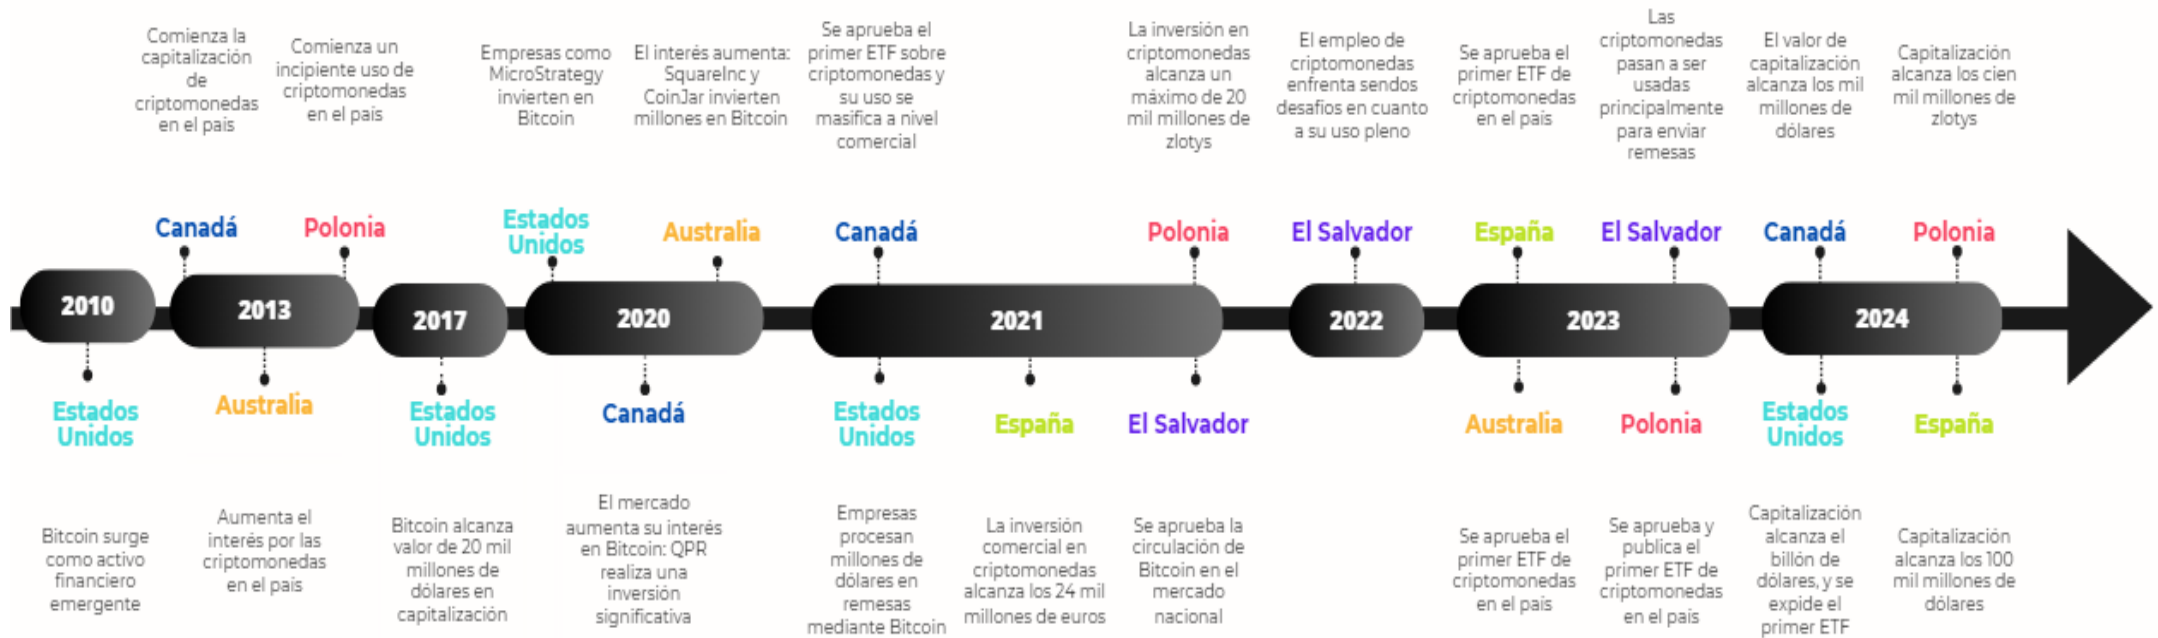 Comienza la
capitalización
de
criptomonedas
en el país
Comienza un
incipiente uso de
criptomonedas
en el país
Empresas como
MicroStrategy
invierten en
Bitcoin
El interés aumenta:
SquareInc y
CoinJar invierten
millones en Bitcoin
Se aprueba el
primer ETF sobre
criptomonedas y
su uso se
masifica a nivel
comercial
La inversión en
criptomonedas
alcanza un
máximo de 20
mil millones de
zlotys
El empleo de
criptomonedas
enfrenta sendos
desafíos en cuanto
a su uso pleno
Se aprueba el
primer ETF de
criptomonedas
en el país
Las
criptomonedas
pasan a ser
usadas
principalmente
para enviar
remesas
El valor de
capitalización
alcanza los mil
millones de
dólares
Capitalización
alcanza los cien
mil millones de
zlotys
Canadá
Polonia
Estados
Unidos
Australia
Canadá
Polonia
El Salvador
España
El Salvador
Canadá
Polonia
2010
2013
2017
2020
2021
2022
2023
2024
Estados
Unidos
Australia
Estados
Unidos
Canadá
Estados
Unidos
España
El Salvador
Australia
Polonia
Estados
Unidos
España
Bitcoin surge
como activo
financiero
emergente
Aumenta el
interés por las
criptomonedas
en el país
Bitcoin alcanza
valor de 20 mil
millones de
dólares en
capitalización
El mercado
aumenta su interés
en Bitcoin: QPR
realiza una
inversión
significativa
Empresas
procesan
millones de
dólares en
remesas
mediante Bitcoin
La inversión
comercial en
criptomonedas
alcanza los 24 mil
millones de euros
Se aprueba la
circulación de
Bitcoin en el
mercado
nacional
Se aprueba el
primer ETF de
criptomonedas
en el país
Se aprueba y
publica el
primer ETF de
criptomonedas
en el país
Capitalización
alcanza el
billón de
dólares, y se
expide el
primer ETF
Capitalización
alcanza los 100
mil millones de
dólares